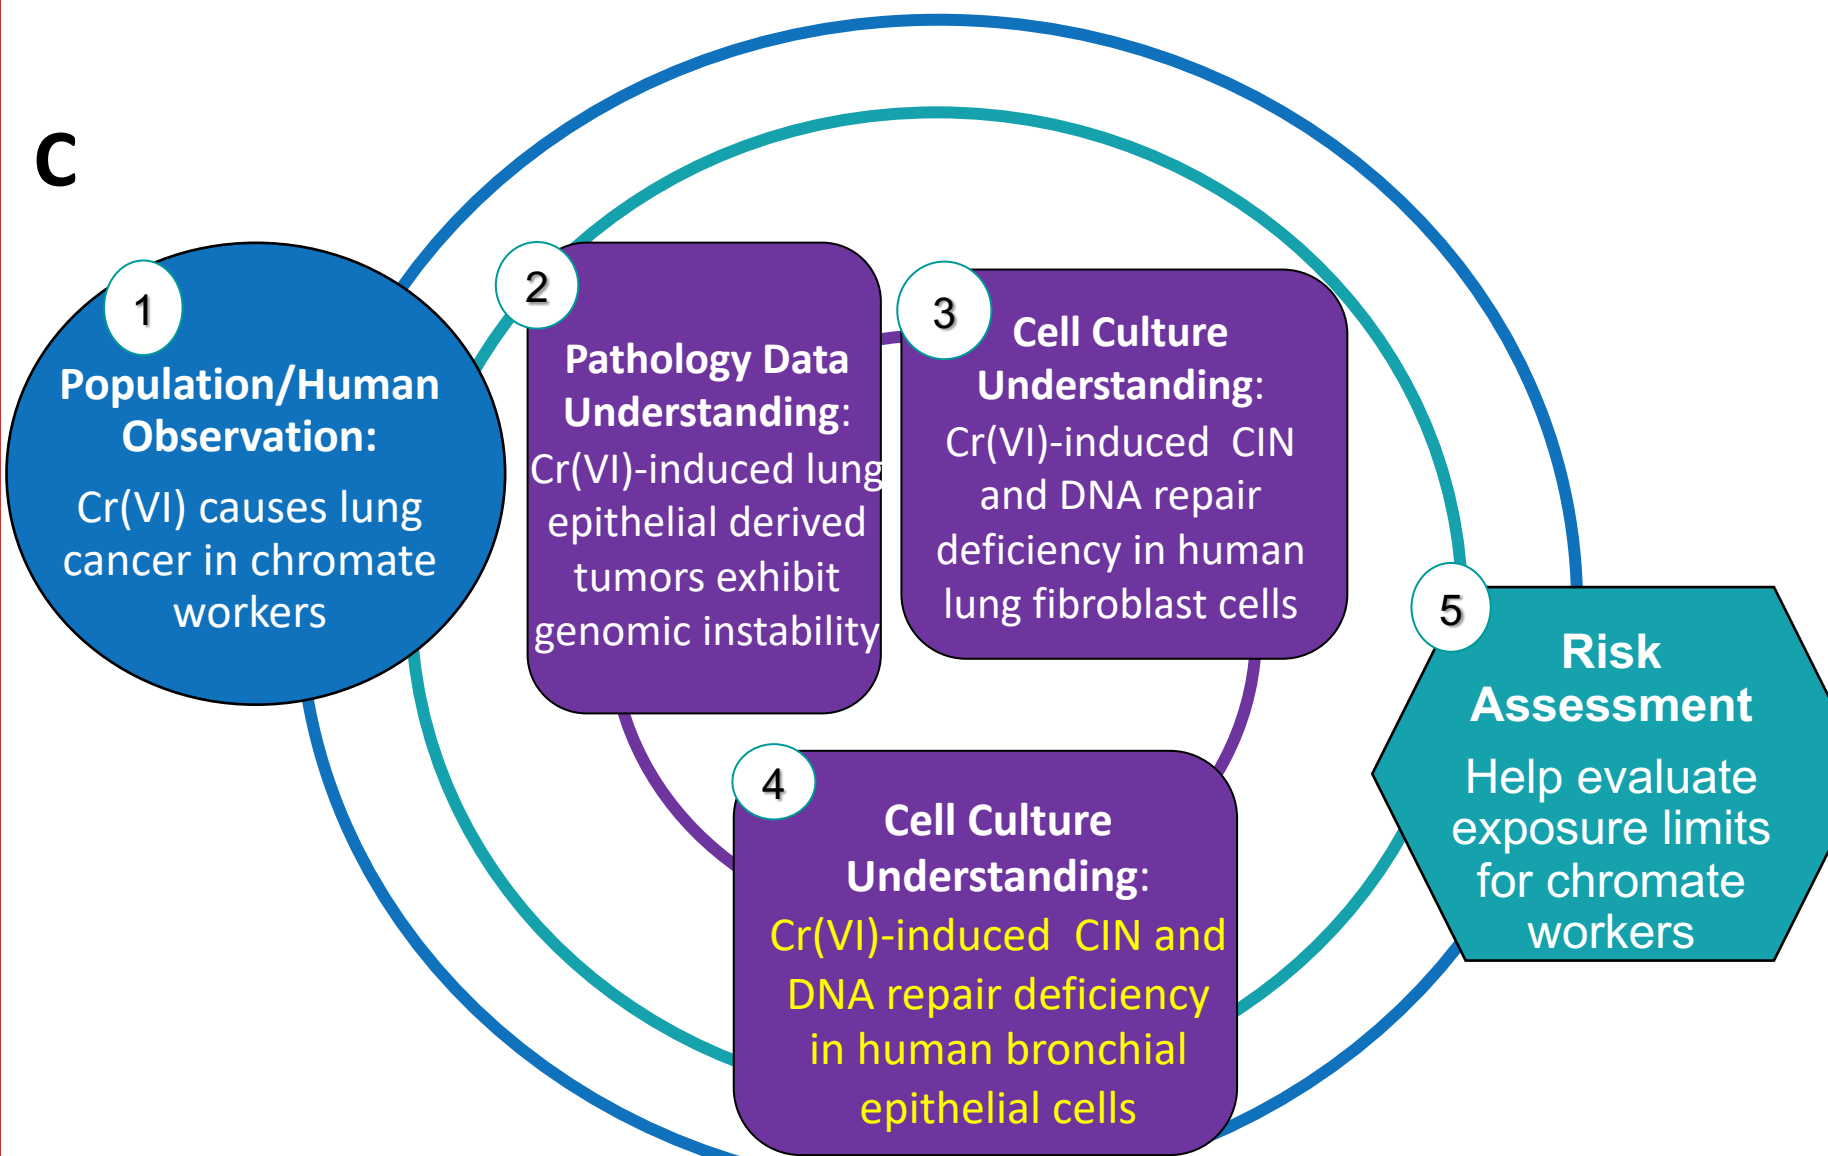 C
1
Population/Human
Observation:
Cr(VI) causes lung
cancer in chromate
workers
2
Pathology Data
Understanding:
Cr(VI)-induced lung
epithelial derived
tumors exhibit
genomic instability
3
Cell Culture
Understanding:
Cr(VI)-induced CIN
and DNA repair
deficiency in human
lung fibroblast cells
4
Cell Culture
Understanding:
Cr(VI)-induced CIN and
DNA repair deficiency
in human bronchial
epithelial cells
5
Risk
Assessment
Help evaluate
exposure limits
for chromate
workers